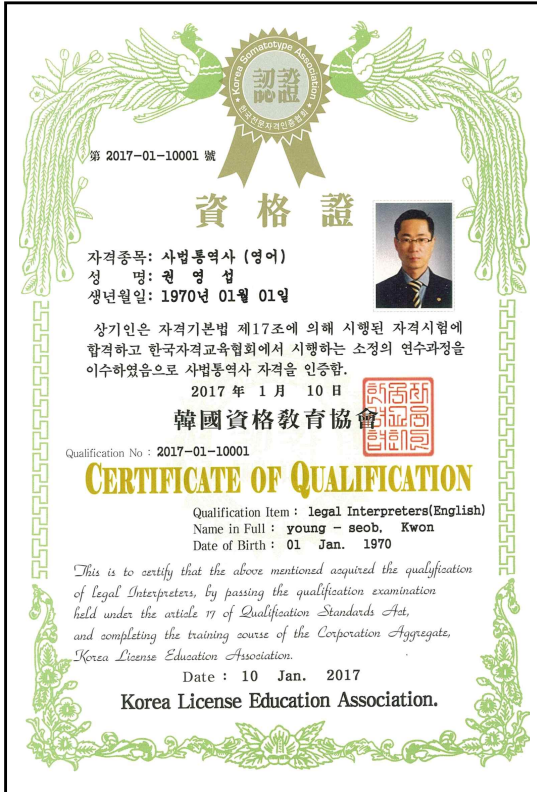 Korea Somatotype Association
認證
한국전문자격인증협회
第 2017-01-10001 號
資格證
자격종목: 사법통역사 (영어)
성 명: 권 영 섭
생년월일: 1970년 01월 01일
상기인은 자격기본법 제17조에 의해 시행된 자격시험에
합격하고 한국자격교육협회에서 시행하는 소정의 연수과정을
이수하였음으로 사법통역사 자격을 인증함.
2017 年 1 月 10 日
韓國資格敎育協會
Qualification No : 2017-01-10001
CERTIFICATE OF QUALIFICATION
Qualification Item : legal Interpreters(English)
Name in Full : young - seob, Kwon
Date of Birth : 01 Jan. 1970
This is to certify that the above mentioned acquired the qualyfication
of legal Interpreters, by passing the qualification examination
held under the article 17 of Qualification Standards Act,
and completing the training course of the Corporation Aggregate,
Korea License Education Association.
Date : 10 Jan. 2017
Korea License Education Association.